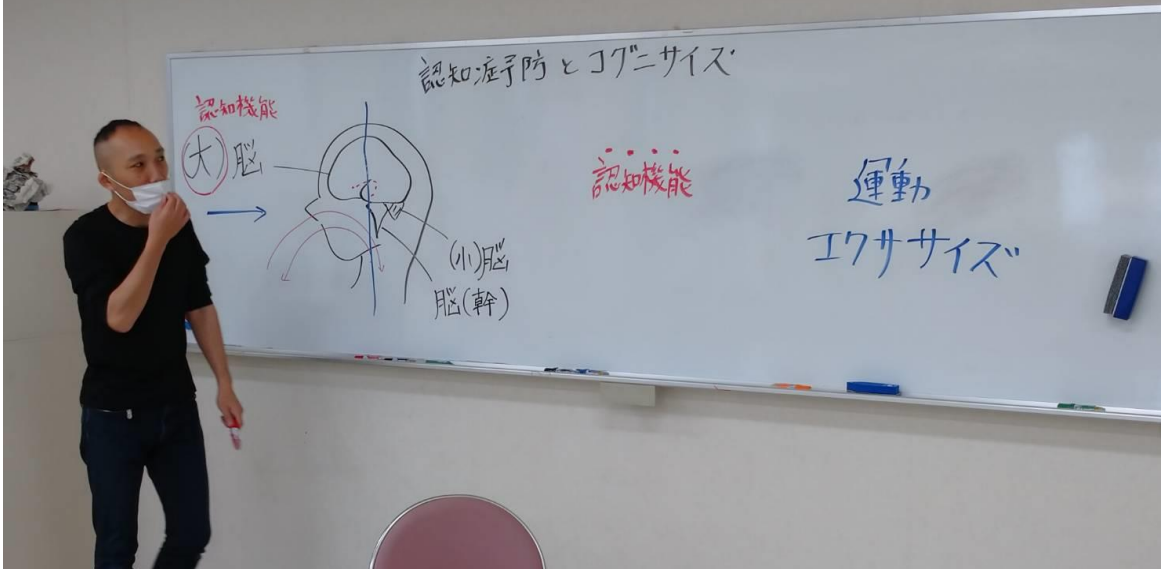 認知症予防とコグニサイズ
認知機能
(大)脳
(小)脳
脳(幹)
認知機能
運動
エクササイズ